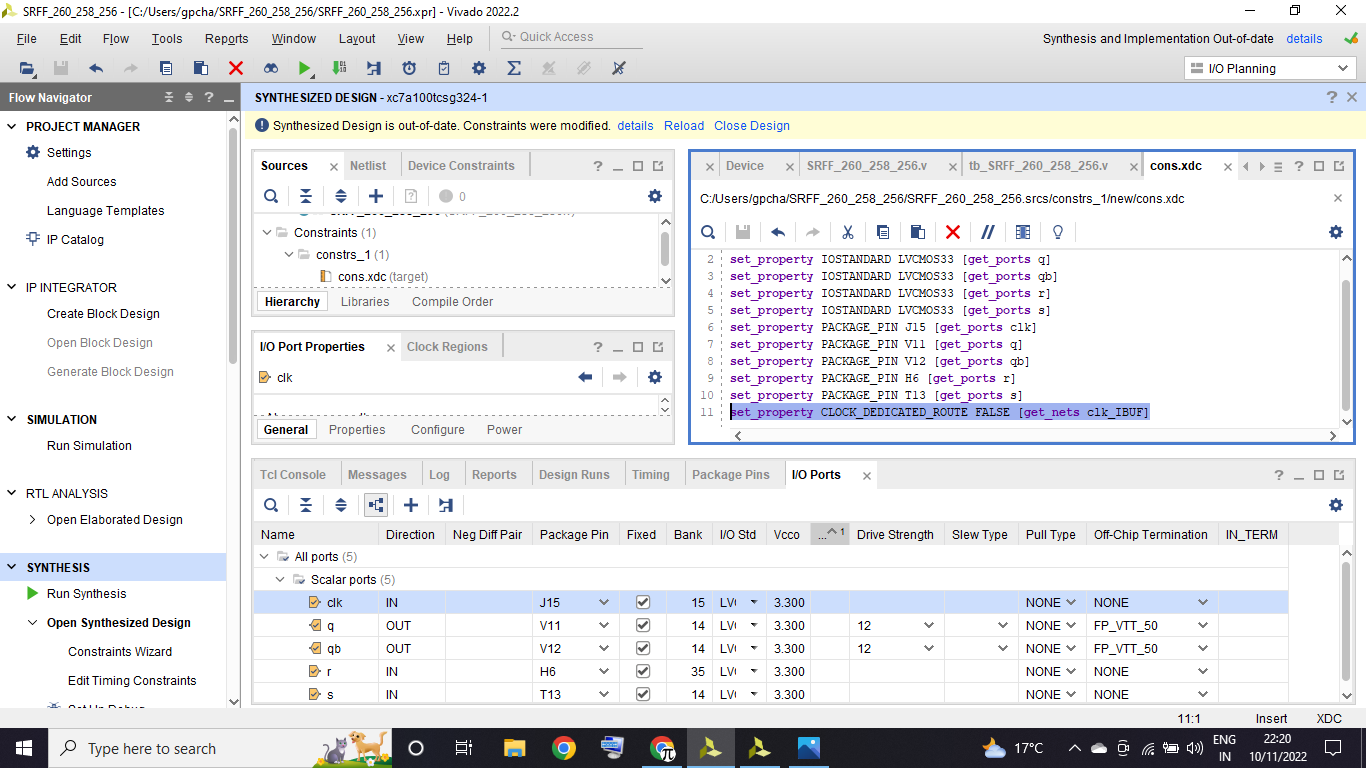 SRFF_260_258_256 - [C:/Users/gpcha/SRFF_260_258_256/SRFF_260_258_256.xpr] - Vivado 2022.2
File Edit Flow Tools Reports Window Layout View Help Quick Access
Synthesis and Implementation Out-of-date details
I/O Planning
Flow Navigator
SYNTHESIZED DESIGN - xc7a100tcsg324-1
Synthesized Design is out-of-date. Constraints were modified. details Reload Close Design
PROJECT MANAGER
Settings
Add Sources
Language Templates
IP Catalog
IP INTEGRATOR
Create Block Design
Open Block Design
Generate Block Design
SIMULATION
Run Simulation
RTL ANALYSIS
Open Elaborated Design
SYNTHESIS
Run Synthesis
Open Synthesized Design
Constraints Wizard
Edit Timing Constraints
Sources Netlist Device Constraints
0
Constraints (1)
constrs_1 (1)
cons.xdc (target)
Hierarchy Libraries Compile Order
I/O Port Properties Clock Regions
clk
General Properties Configure Power
Device SRFF_260_258_256.v tb_SRFF_260_258_256.v cons.xdc
C:/Users/gpcha/SRFF_260_258_256/SRFF_260_258_256.srcs/constrs_1/new/cons.xdc
2 set_property IOSTANDARD LVCMOS33 [get_ports q]
3 set_property IOSTANDARD LVCMOS33 [get_ports qb]
4 set_property IOSTANDARD LVCMOS33 [get_ports r]
5 set_property IOSTANDARD LVCMOS33 [get_ports s]
6 set_property PACKAGE_PIN J15 [get_ports clk]
7 set_property PACKAGE_PIN V11 [get_ports q]
8 set_property PACKAGE_PIN V12 [get_ports qb]
9 set_property PACKAGE_PIN H6 [get_ports r]
10 set_property PACKAGE_PIN T13 [get_ports s]
11 set_property CLOCK_DEDICATED_ROUTE FALSE [get_nets clk_IBUF]
Tcl Console Messages Log Reports Design Runs Timing Package Pins I/O Ports
Name Direction Neg Diff Pair Package Pin Fixed Bank I/O Std Vcco ... 1 Drive Strength Slew Type Pull Type Off-Chip Termination IN_TERM
All ports (5)
Scalar ports (5)
clk IN J15 15 LV 3.300 NONE NONE
q OUT V11 14 LV 3.300 12 NONE FP_VTT_50
qb OUT V12 14 LV 3.300 12 NONE FP_VTT_50
r IN H6 35 LV 3.300 NONE NONE
s IN T13 14 LV 3.300 NONE NONE
11:1 Insert XDC
Type here to search
17°C
ENG
IN
22:20
10/11/2022